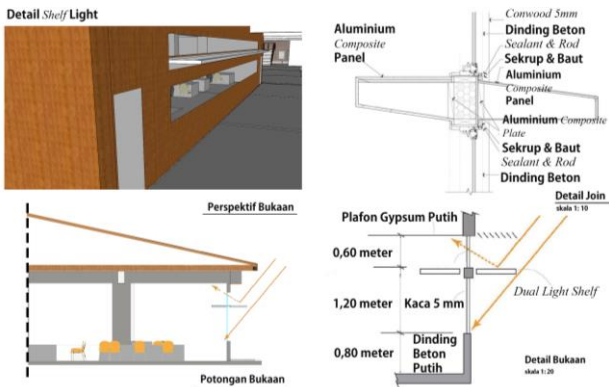 Detail Shelf Light
Perspektif Bukaan
Potongan Bukaan
Aluminium
Composite
Panel
Conwood 5mm
Dinding Beton
Sealant & Rod
Sekrup & Baut
Aluminium
Composite
Panel
Aluminium Composite
Plate
Sekrup & Baut
Sealant & Rod
Dinding Beton
Detail Join
skala 1: 10
Plafon Gypsum Putih
0,60 meter
Dual Light Shelf
1,20 meter
Kaca 5 mm
0,80 meter
Dinding
Beton
Putih
Detail Bukaan
skala 1:20